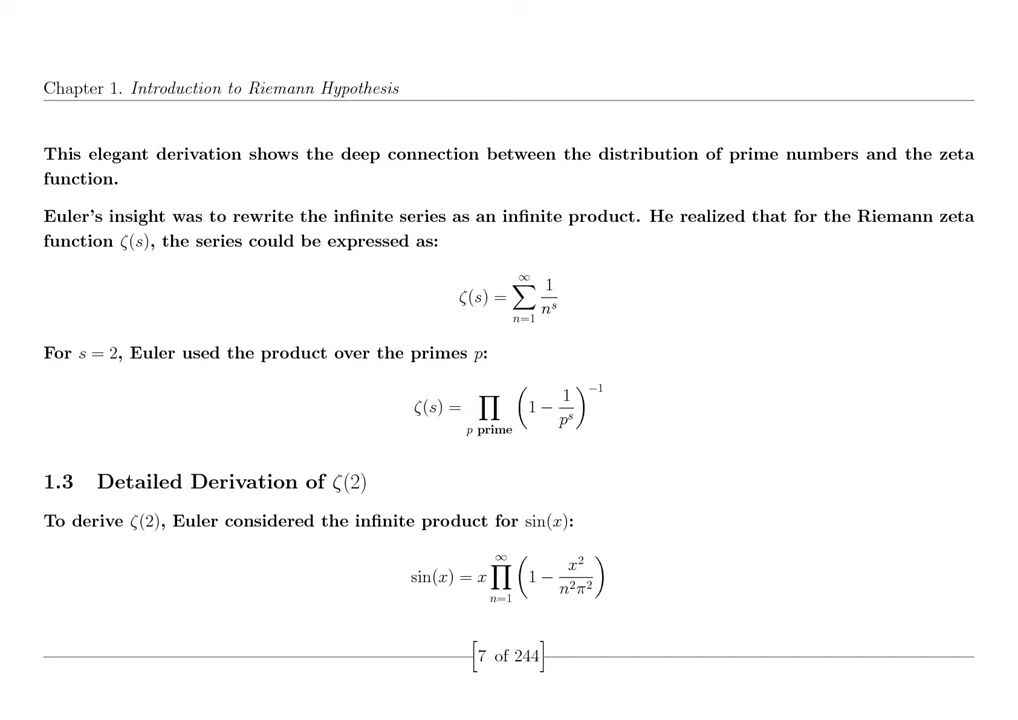 Chapter 1. Introduction to Riemann Hypothesis
This elegant derivation shows the deep connection between the distribution of prime numbers and the zeta
function.
Euler's insight was to rewrite the infinite series as an infinite product. He realized that for the Riemann zeta
function ζ(s), the series could be expressed as:
ζ(s) = ∑_{n=1}^{∞} 1/n^s
For s = 2, Euler used the product over the primes p:
ζ(s) = ∏_{p prime} (1 − 1/p^s)^{−1}
1.3 Detailed Derivation of ζ(2)
To derive ζ(2), Euler considered the infinite product for sin(x):
sin(x) = x ∏_{n=1}^{∞} (1 − x^2/n^2π^2)
[7 of 244]